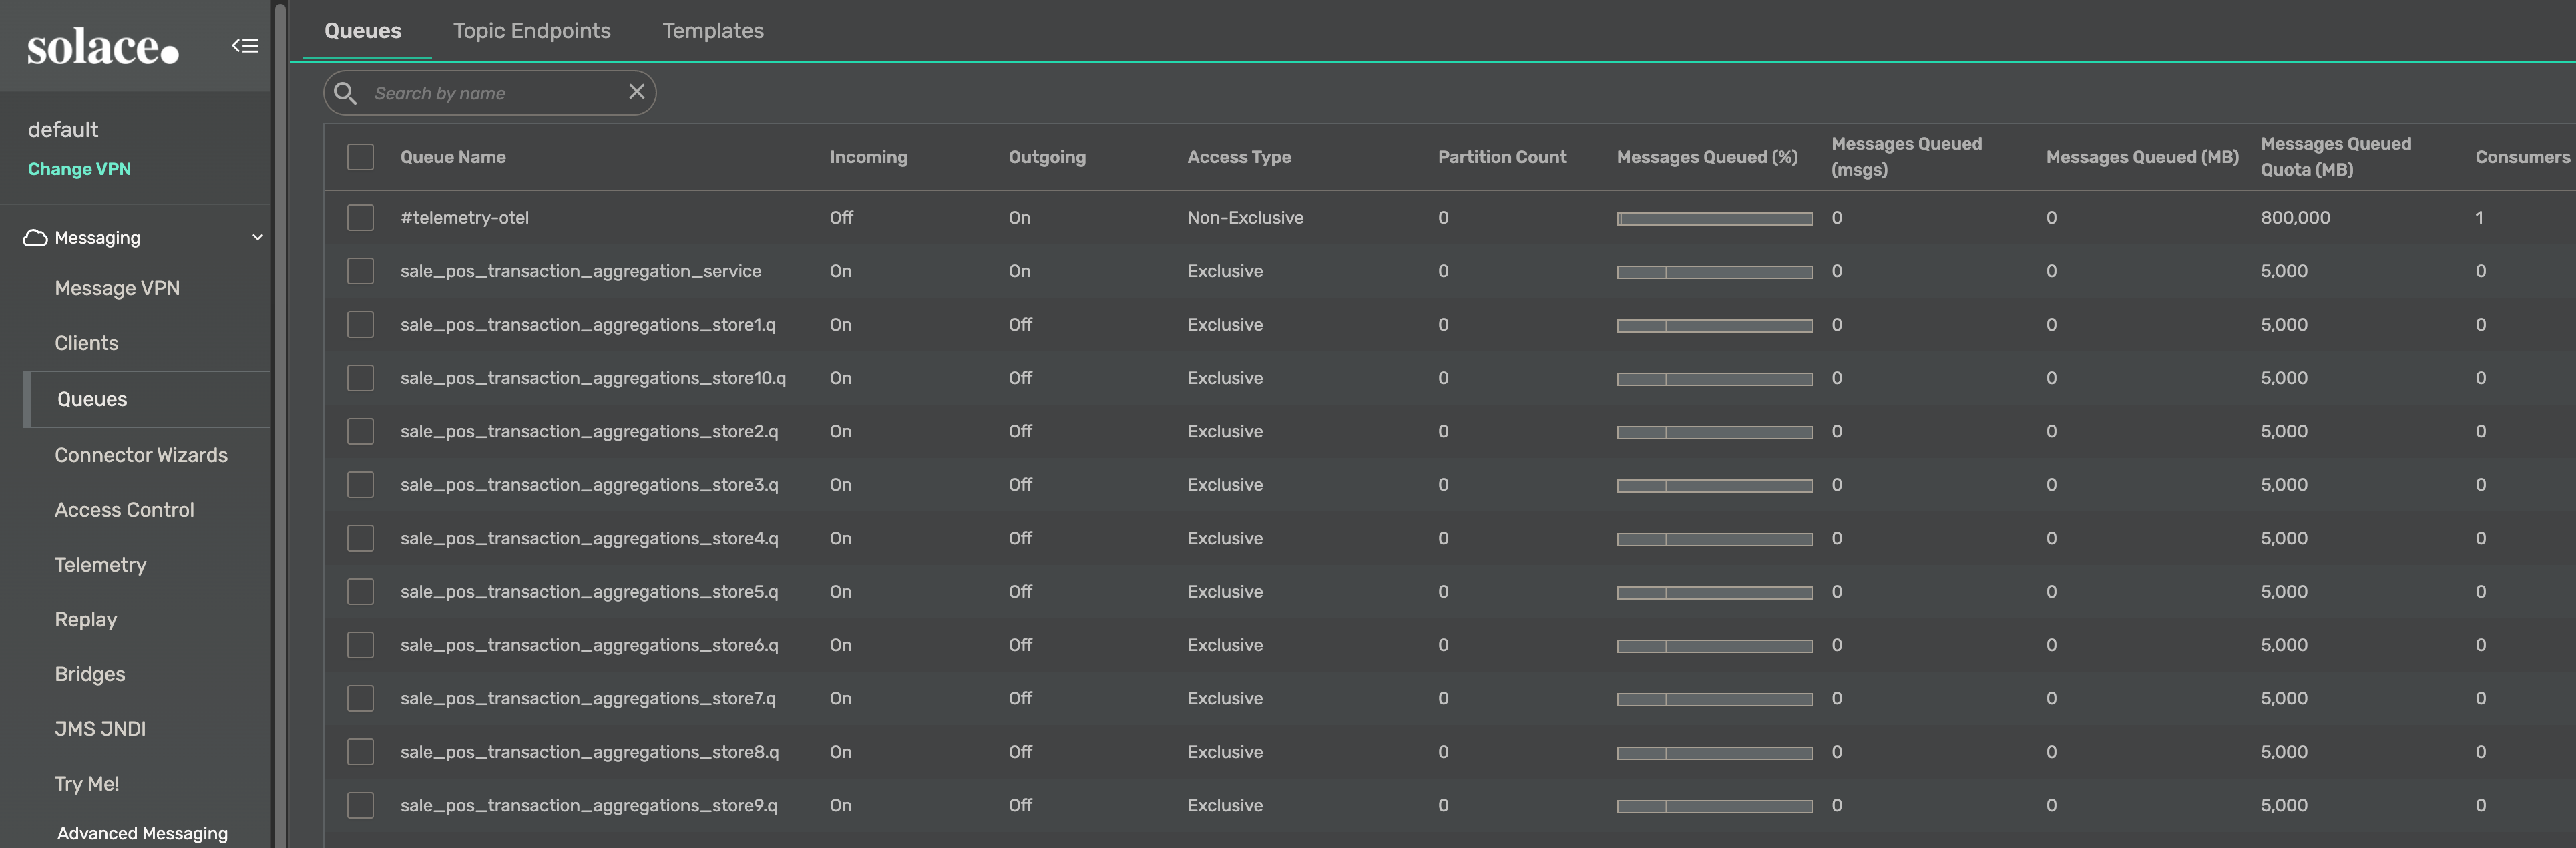 solace.
default
Change VPN
Messaging
Message VPN
Clients
Queues
Connector Wizards
Access Control
Telemetry
Replay
Bridges
JMS JNDI
Try Me!
Advanced Messaging
Queues Topic Endpoints Templates
Search by name
Queue Name Incoming Outgoing Access Type Partition Count Messages Queued (%) Messages Queued (msgs) Messages Queued (MB) Messages Queued Quota (MB) Consumers
#telemetry-otel Off On Non-Exclusive 0 0 0 800,000 1
sale_pos_transaction_aggregation_service On On Exclusive 0 0 0 5,000 0
sale_pos_transaction_aggregations_store1.q On Off Exclusive 0 0 0 5,000 0
sale_pos_transaction_aggregations_store10.q On Off Exclusive 0 0 0 5,000 0
sale_pos_transaction_aggregations_store2.q On Off Exclusive 0 0 0 5,000 0
sale_pos_transaction_aggregations_store3.q On Off Exclusive 0 0 0 5,000 0
sale_pos_transaction_aggregations_store4.q On Off Exclusive 0 0 0 5,000 0
sale_pos_transaction_aggregations_store5.q On Off Exclusive 0 0 0 5,000 0
sale_pos_transaction_aggregations_store6.q On Off Exclusive 0 0 0 5,000 0
sale_pos_transaction_aggregations_store7.q On Off Exclusive 0 0 0 5,000 0
sale_pos_transaction_aggregations_store8.q On Off Exclusive 0 0 0 5,000 0
sale_pos_transaction_aggregations_store9.q On Off Exclusive 0 0 0 5,000 0